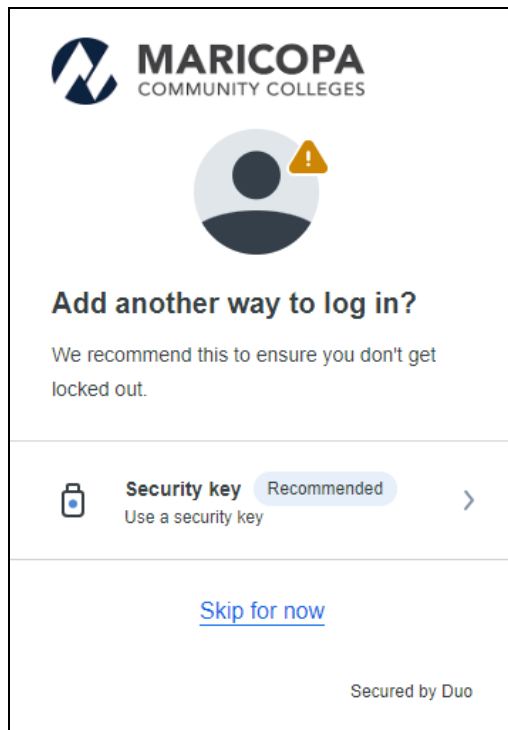 MARICOPA
COMMUNITY COLLEGES
Add another way to log in?
We recommend this to ensure you don't get
locked out.
Security key Recommended
Use a security key
Skip for now
Secured by Duo